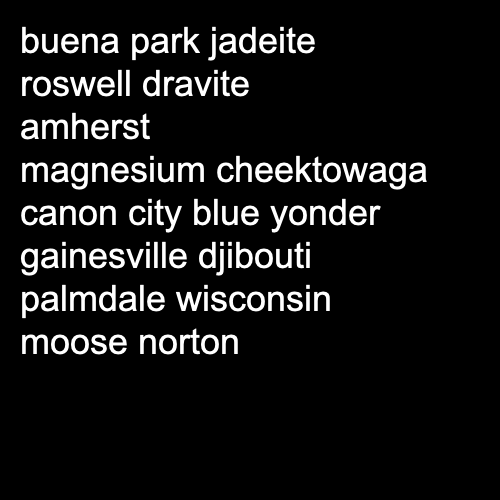 buena park jadeite
roswell dravite
amherst
magnesium cheektowaga
canon city blue yonder
gainesville djibouti
palmdale wisconsin
moose norton